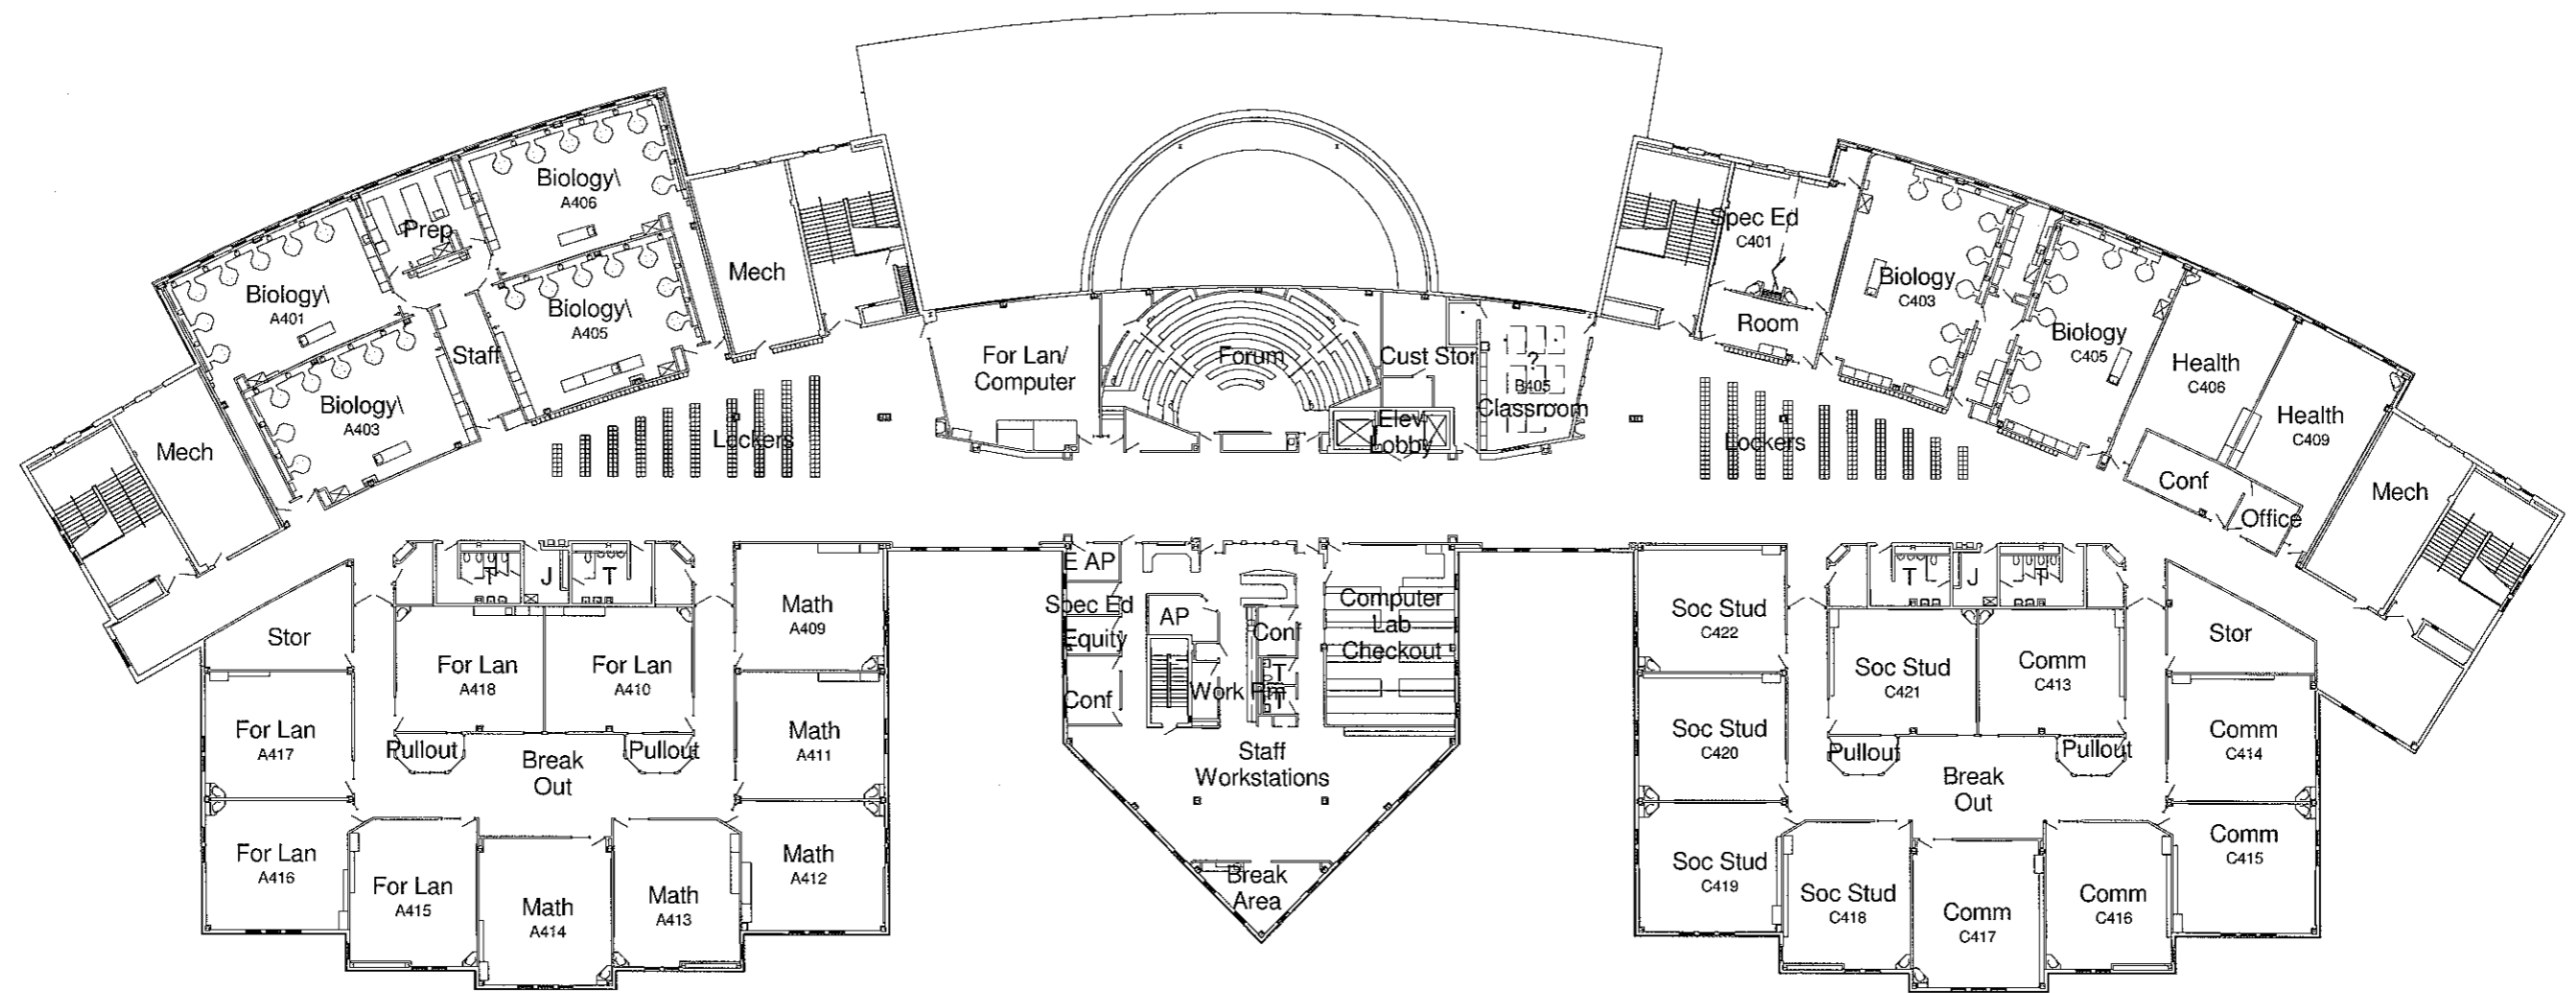 Biology\
A406
Prep
Biology\
A401
Biology\
A405
Staff
Biology\
A403
Mech
Mech
Lockers
For Lan/
Computer
Forum
Cust Stor
Elev
Lobby
?
B405
Classroom
Spec Ed
C401
Room
Biology
C403
Biology
C405
Health
C406
Health
C409
Conf
Office
Mech
Lockers
T
J
T
Stor
For Lan
A418
For Lan
A410
Math
A409
For Lan
A417
Pullout
Pullout
Break
Out
Math
A411
For Lan
A416
For Lan
A415
Math
A414
Math
A413
Math
A412
E AP
Spec Ed
Equity
Conf
AP
Work Rm
Conf
T
T
Computer
Lab
Checkout
Staff
Workstations
Break
Area
T
J
T
Soc Stud
C422
Soc Stud
C421
Comm
C413
Stor
Soc Stud
C420
Pullout
Pullout
Break
Out
Comm
C414
Soc Stud
C419
Soc Stud
C418
Comm
C417
Comm
C416
Comm
C415